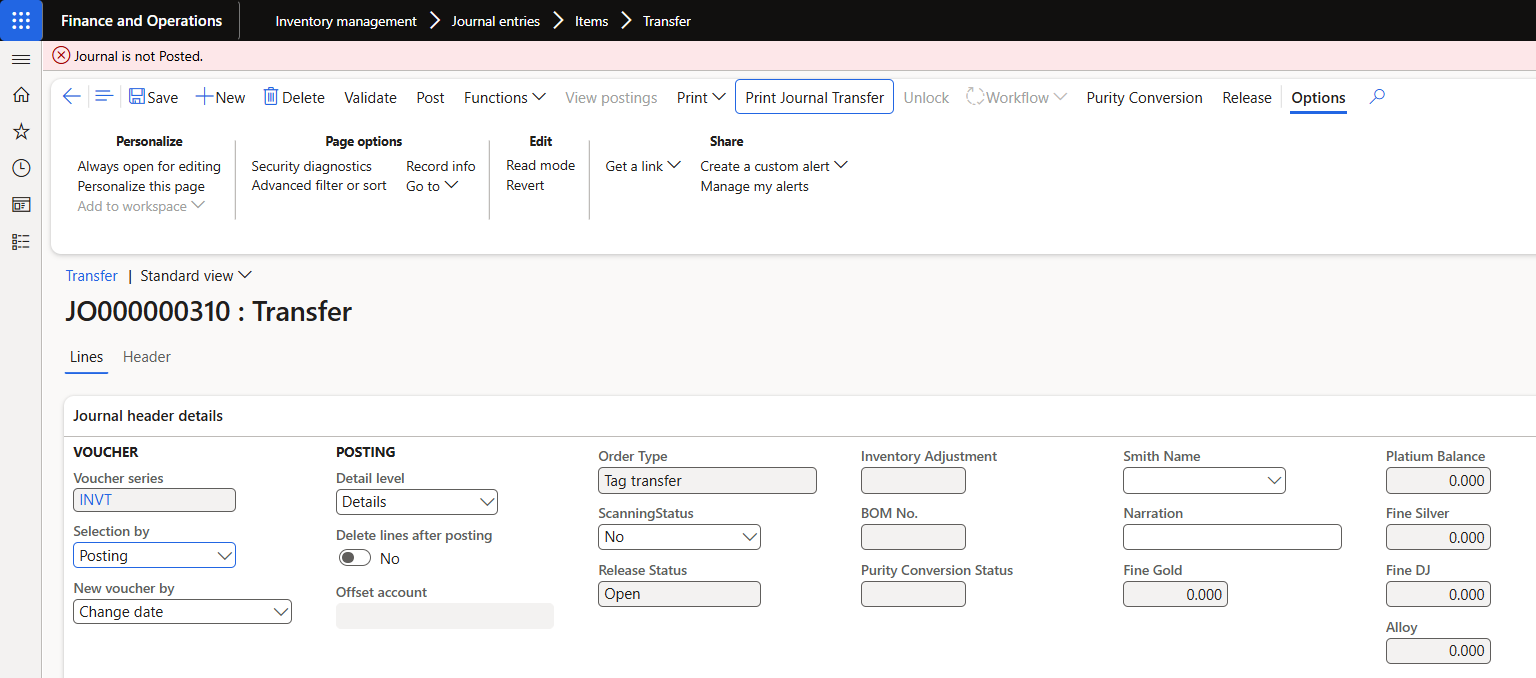 Finance and Operations Inventory management Journal entries Items Transfer
Journal is not Posted.
Save New Delete Validate Post Functions View postings Print Print Journal Transfer Unlock Workflow Purity Conversion Release Options
Personalize Page options Edit Share
Always open for editing Security diagnostics Record info Read mode Get a link Create a custom alert
Personalize this page Advanced filter or sort Go to Revert Manage my alerts
Add to workspace
Transfer | Standard view
JO000000310 : Transfer
Lines Header
Journal header details
VOUCHER
Voucher series
INVT
Selection by
Posting
New voucher by
Change date
POSTING
Detail level
Details
Delete lines after posting
No
Offset account
Order Type
Tag transfer
ScanningStatus
No
Release Status
Open
Inventory Adjustment
BOM No.
Purity Conversion Status
Smith Name
Narration
Fine Gold
0.000
Platium Balance
0.000
Fine Silver
0.000
Fine DJ
0.000
Alloy
0.000